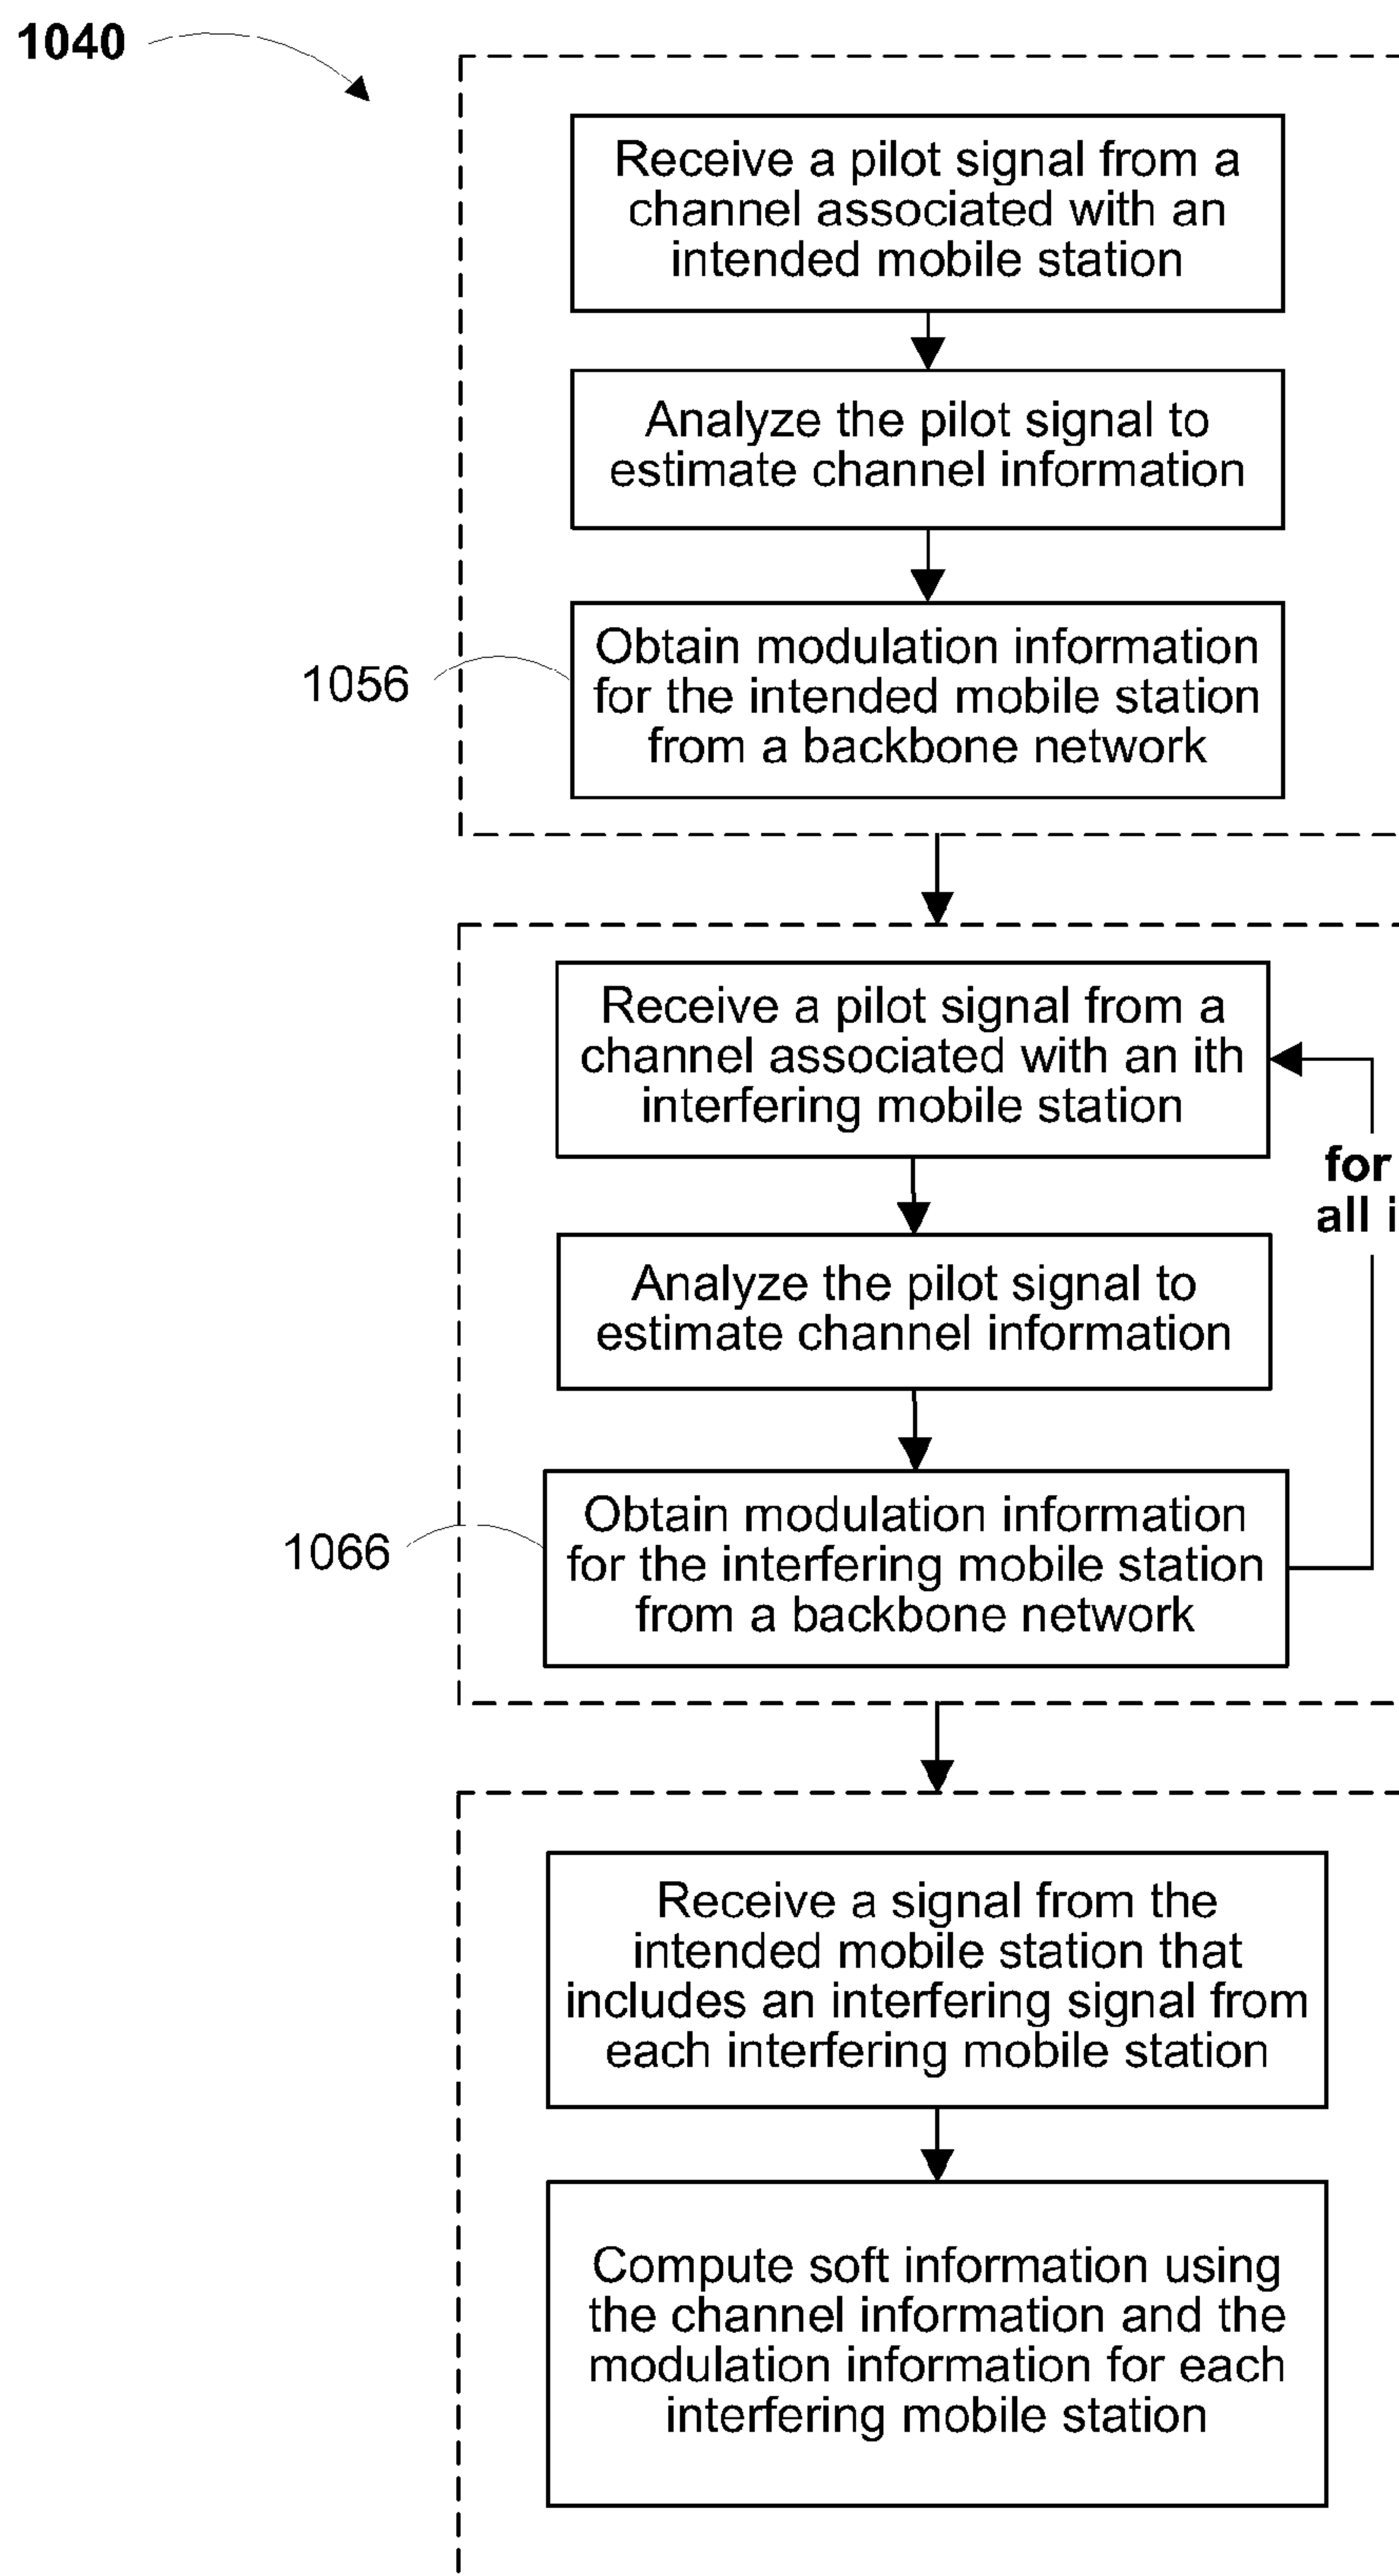 1040
Receive a pilot signal from a
channel associated with an
intended mobile station
Analyze the pilot signal to
estimate channel information
Obtain modulation information
for the intended mobile station
from a backbone network
1056
Receive a pilot signal from a
channel associated with an ith
interfering mobile station
for
all i
Analyze the pilot signal to
estimate channel information
Obtain modulation information
for the interfering mobile station
from a backbone network
1066
Receive a signal from the
intended mobile station that
includes an interfering signal from
each interfering mobile station
Compute soft information using
the channel information and the
modulation information for each
interfering mobile station